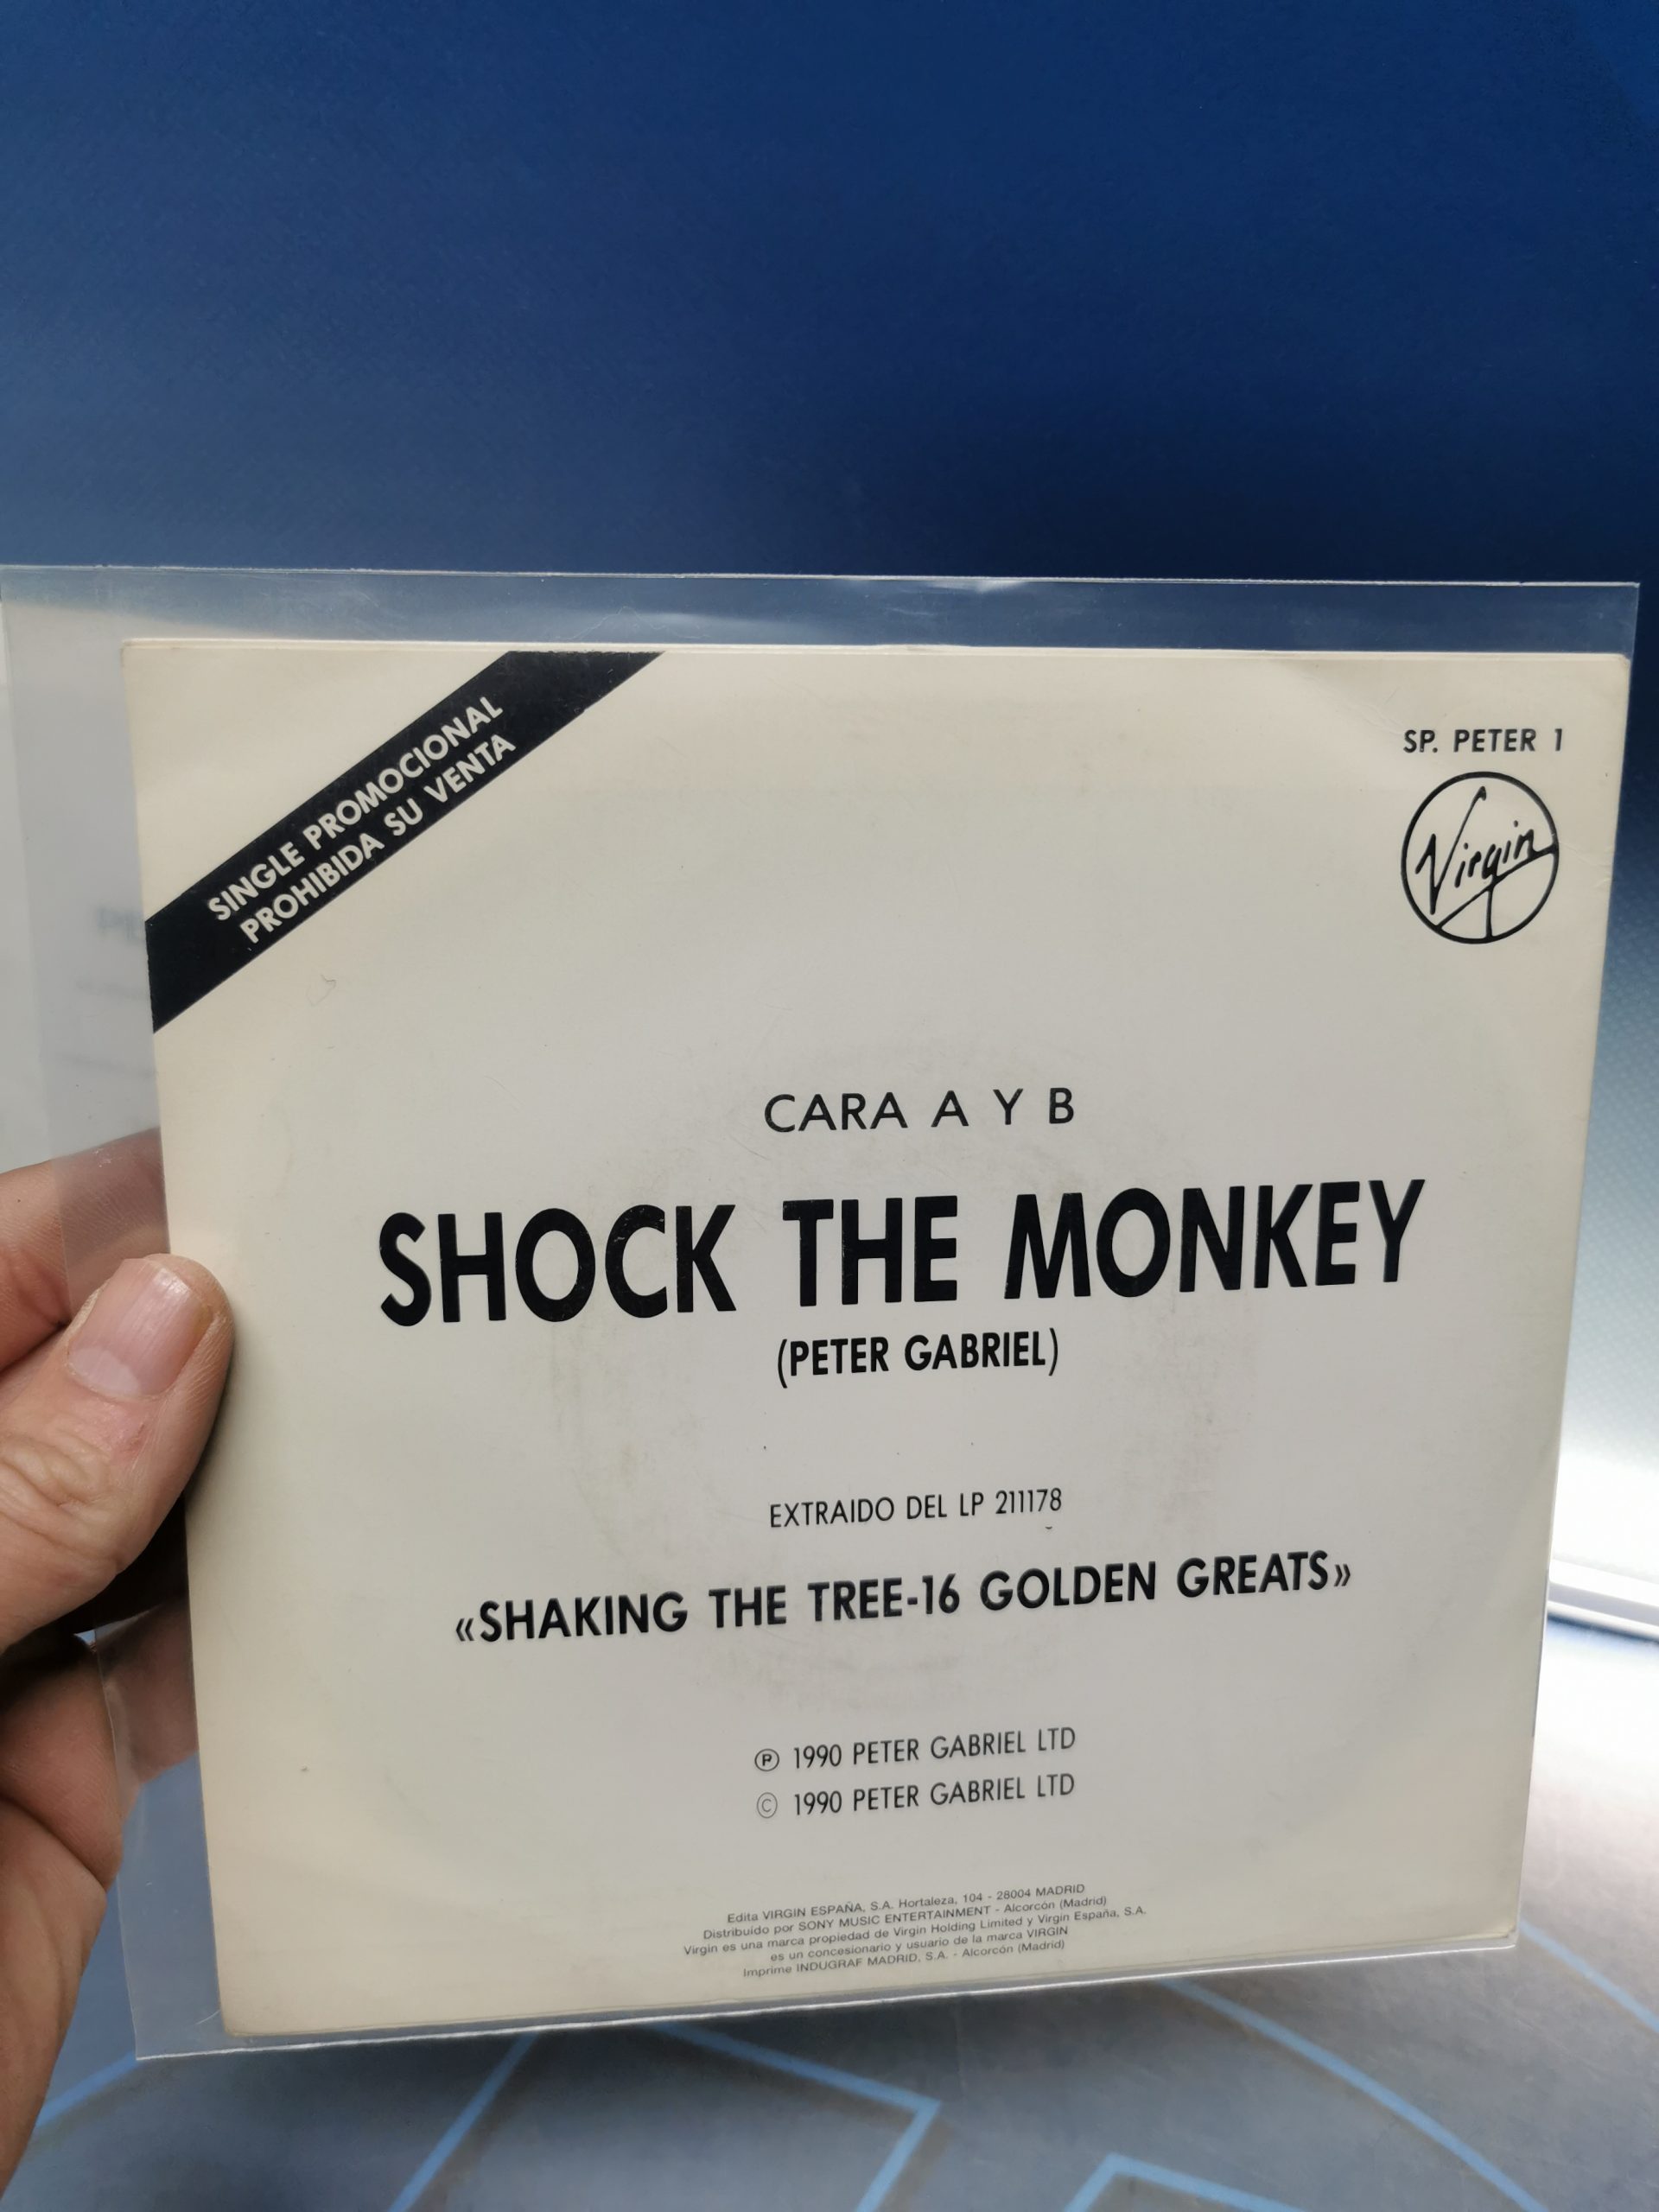 SINGLE PROMOCIONAL
PROHIBIDA SU VENTA
SP. PETER 1
Virgin
CARA A Y B
SHOCK THE MONKEY
(PETER GABRIEL)
EXTRAIDO DEL LP 211178
«SHAKING THE TREE-16 GOLDEN GREATS»
Ⓟ 1990 PETER GABRIEL LTD
© 1990 PETER GABRIEL LTD
Edita VIRGIN ESPAÑA, S.A. Hortaleza, 104 - 28004 MADRID
Distribuido por SONY MUSIC ENTERTAINMENT - Alcorcón (Madrid)
Virgin es una marca propiedad de Virgin Holding Limited y Virgin España, S.A.
es un concesionario y usuario de la marca VIRGIN
Imprime INDUGRAF MADRID, S.A. - Alcorcón (Madrid)